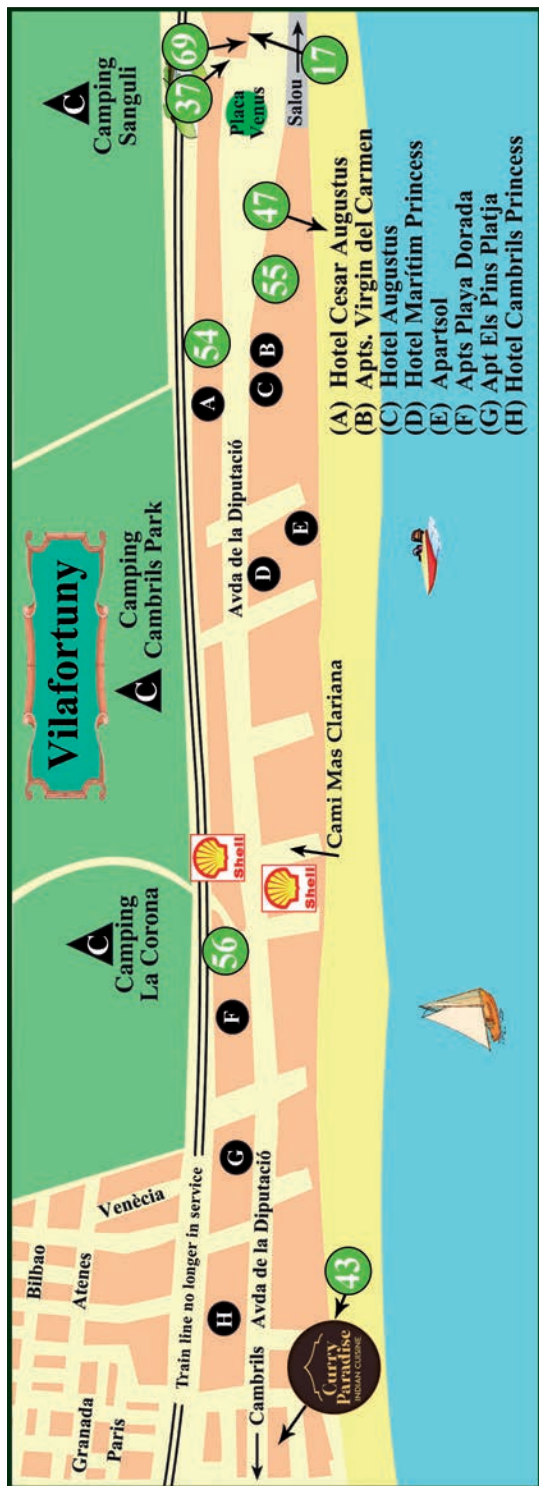 Vilafortuny
Camping
La Corona
C
Camping
Cambrils Park
C
Camping
Sanguli
C
Granada
Paris
Bilbao
Atenes
Venècia
Train line no longer in service
Cambrils
Avda de la Diputació
Avda de la Diputació
H
G
F
56
Shell
Shell
Cami Mas Clariana
D
E
A
54
C
B
55
47
37
69
17
Plaça
Venus
Salou
43
Curry
Paradise
INDIAN CUISINE
(A) Hotel Cesar Augustus
(B) Apts. Virgin del Carmen
(C) Hotel Augustus
(D) Hotel Marítim Princess
(E) Apartsol
(F) Apts Playa Dorada
(G) Apt Els Pins Platja
(H) Hotel Cambrils Princess